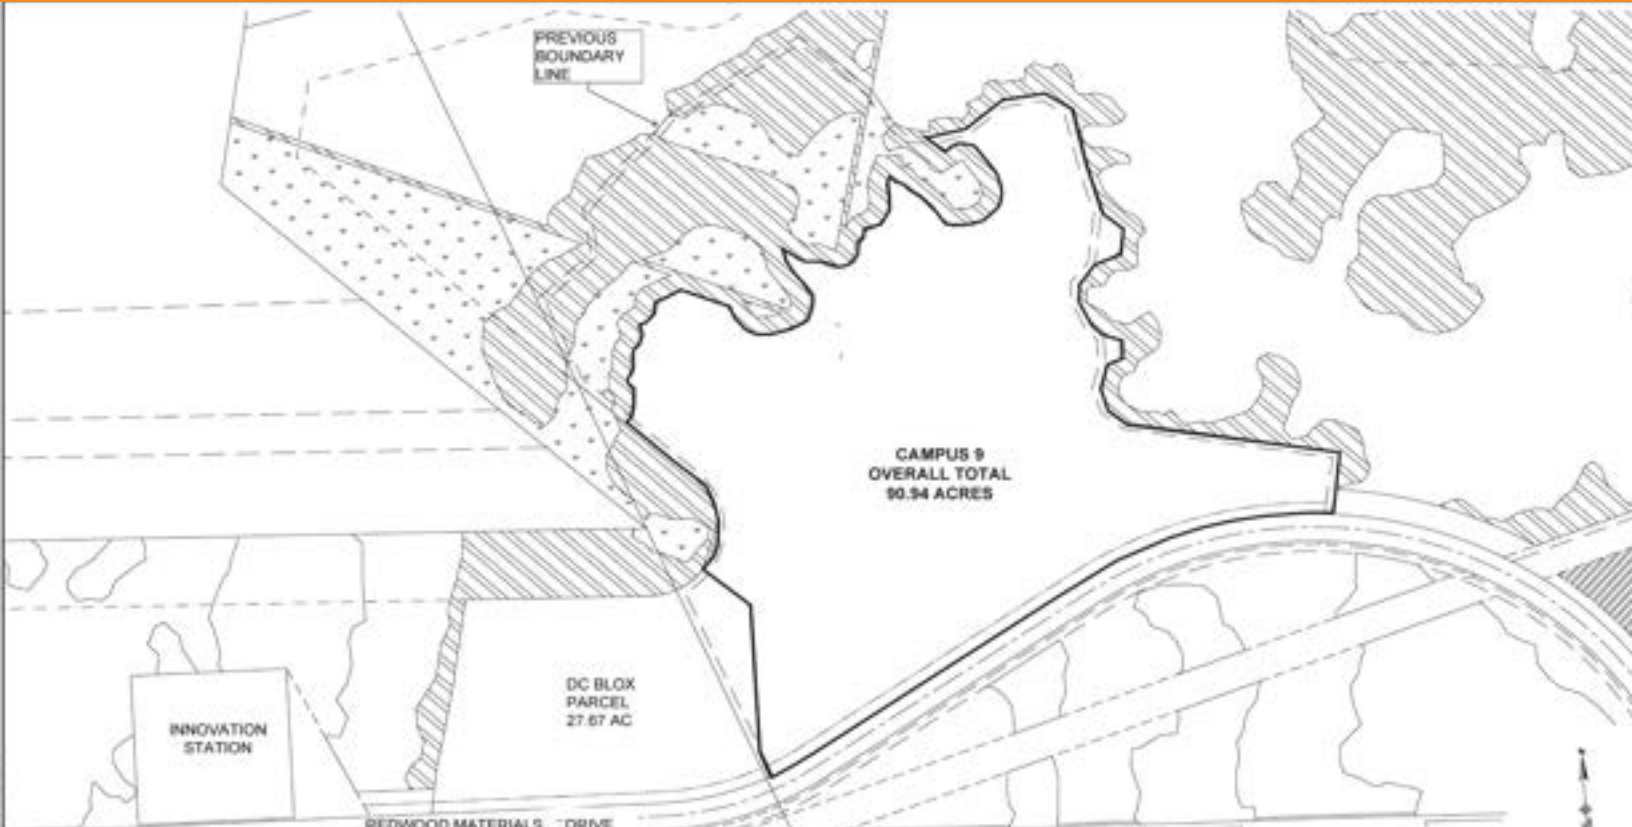 PREVIOUS
BOUNDARY
LINE
CAMPUS 9
OVERALL TOTAL
90.94 ACRES
DC BLOX
PARCEL
27.67 AC
INNOVATION
STATION
REDWOOD MATERIALS DRIVE